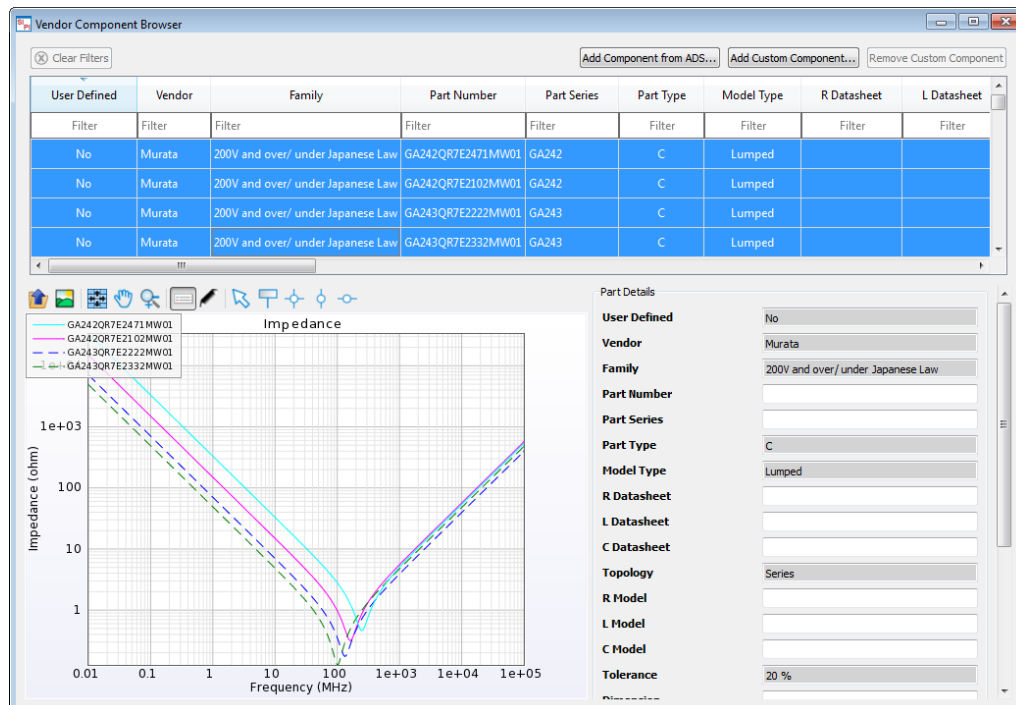 Vendor Component Browser
Clear Filters
Add Component from ADS... Add Custom Component... Remove Custom Component
User Defined Vendor Family Part Number Part Series Part Type Model Type R Datasheet L Datasheet
Filter Filter Filter Filter Filter Filter Filter Filter Filter
No Murata 200V and over/ under Japanese Law GA242QR7E2471MW01 GA242 C Lumped
No Murata 200V and over/ under Japanese Law GA242QR7E2102MW01 GA242 C Lumped
No Murata 200V and over/ under Japanese Law GA243QR7E2222MW01 GA243 C Lumped
No Murata 200V and over/ under Japanese Law GA243QR7E2332MW01 GA243 C Lumped
Impedance
GA242QR7E2471MW01
GA242QR7E2102MW01
GA243QR7E2222MW01
GA243QR7E2332MW01
1e+03
100
10
1
Impedance (ohm)
0.01 0.1 1 10 100 1e+03 1e+04 1e+05
Frequency (MHz)
Part Details
User Defined No
Vendor Murata
Family 200V and over/ under Japanese Law
Part Number
Part Series
Part Type C
Model Type Lumped
R Datasheet
L Datasheet
C Datasheet
Topology Series
R Model
L Model
C Model
Tolerance 20 %